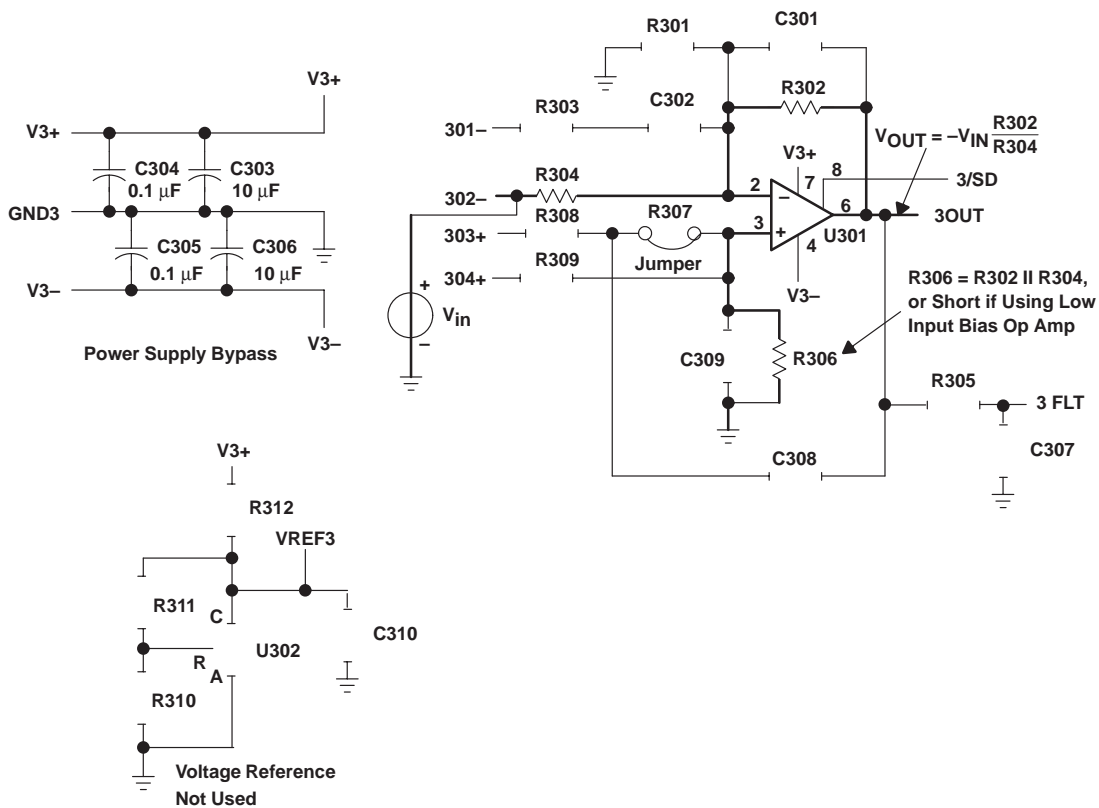 V3+
V3+
C304
0.1 µF
C303
10 µF
GND3
C305
0.1 µF
C306
10 µF
V3–
V3–
Power Supply Bypass
R301
C301
R302
R303
C302
301–
R304
302–
R308
303+
R307
Jumper
R309
304+
V3+
7
8
2
–
3
+
6
4
U301
V3–
3/SD
3OUT
VOUT = –VIN R302
R304
+
Vin
–
C309
R306
R306 = R302 II R304,
or Short if Using Low
Input Bias Op Amp
R305
3 FLT
C307
C308
V3+
R312
VREF3
R311
C
U302
C310
R
A
R310
Voltage Reference
Not Used